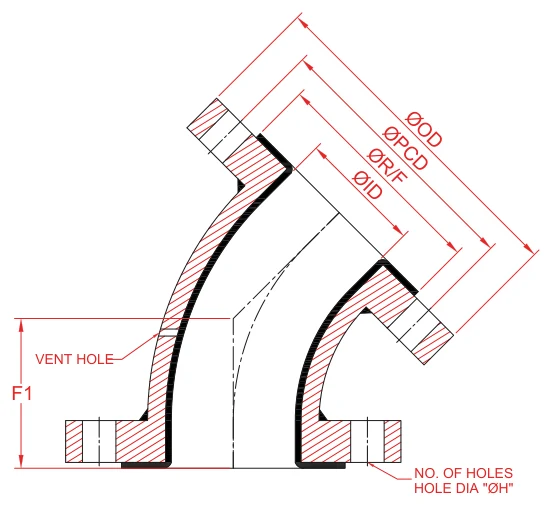 ØOD
ØPCD
ØR/F
ØID
VENT HOLE
F1
NO. OF HOLES
HOLE DIA "ØH"